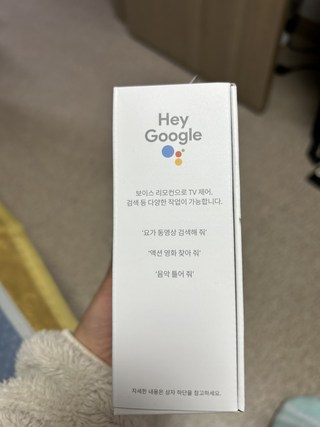 Hey
Google
보이스 리모컨으로 TV 제어,
검색 등 다양한 작업이 가능합니다.
'요가 동영상 검색해 줘'
'액션 영화 찾아 줘'
'음악 틀어 줘'
자세한 내용은 상자 하단을 참고하세요.